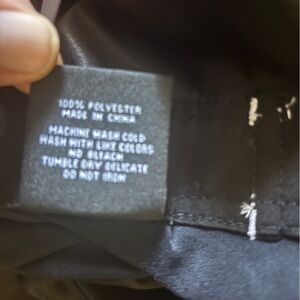 100% POLYESTER
MADE IN CHINA
MACHINE WASH COLD
WASH WITH LIKE COLORS
NO BLEACH
TUMBLE DRY DELICATE
DO NOT IRON